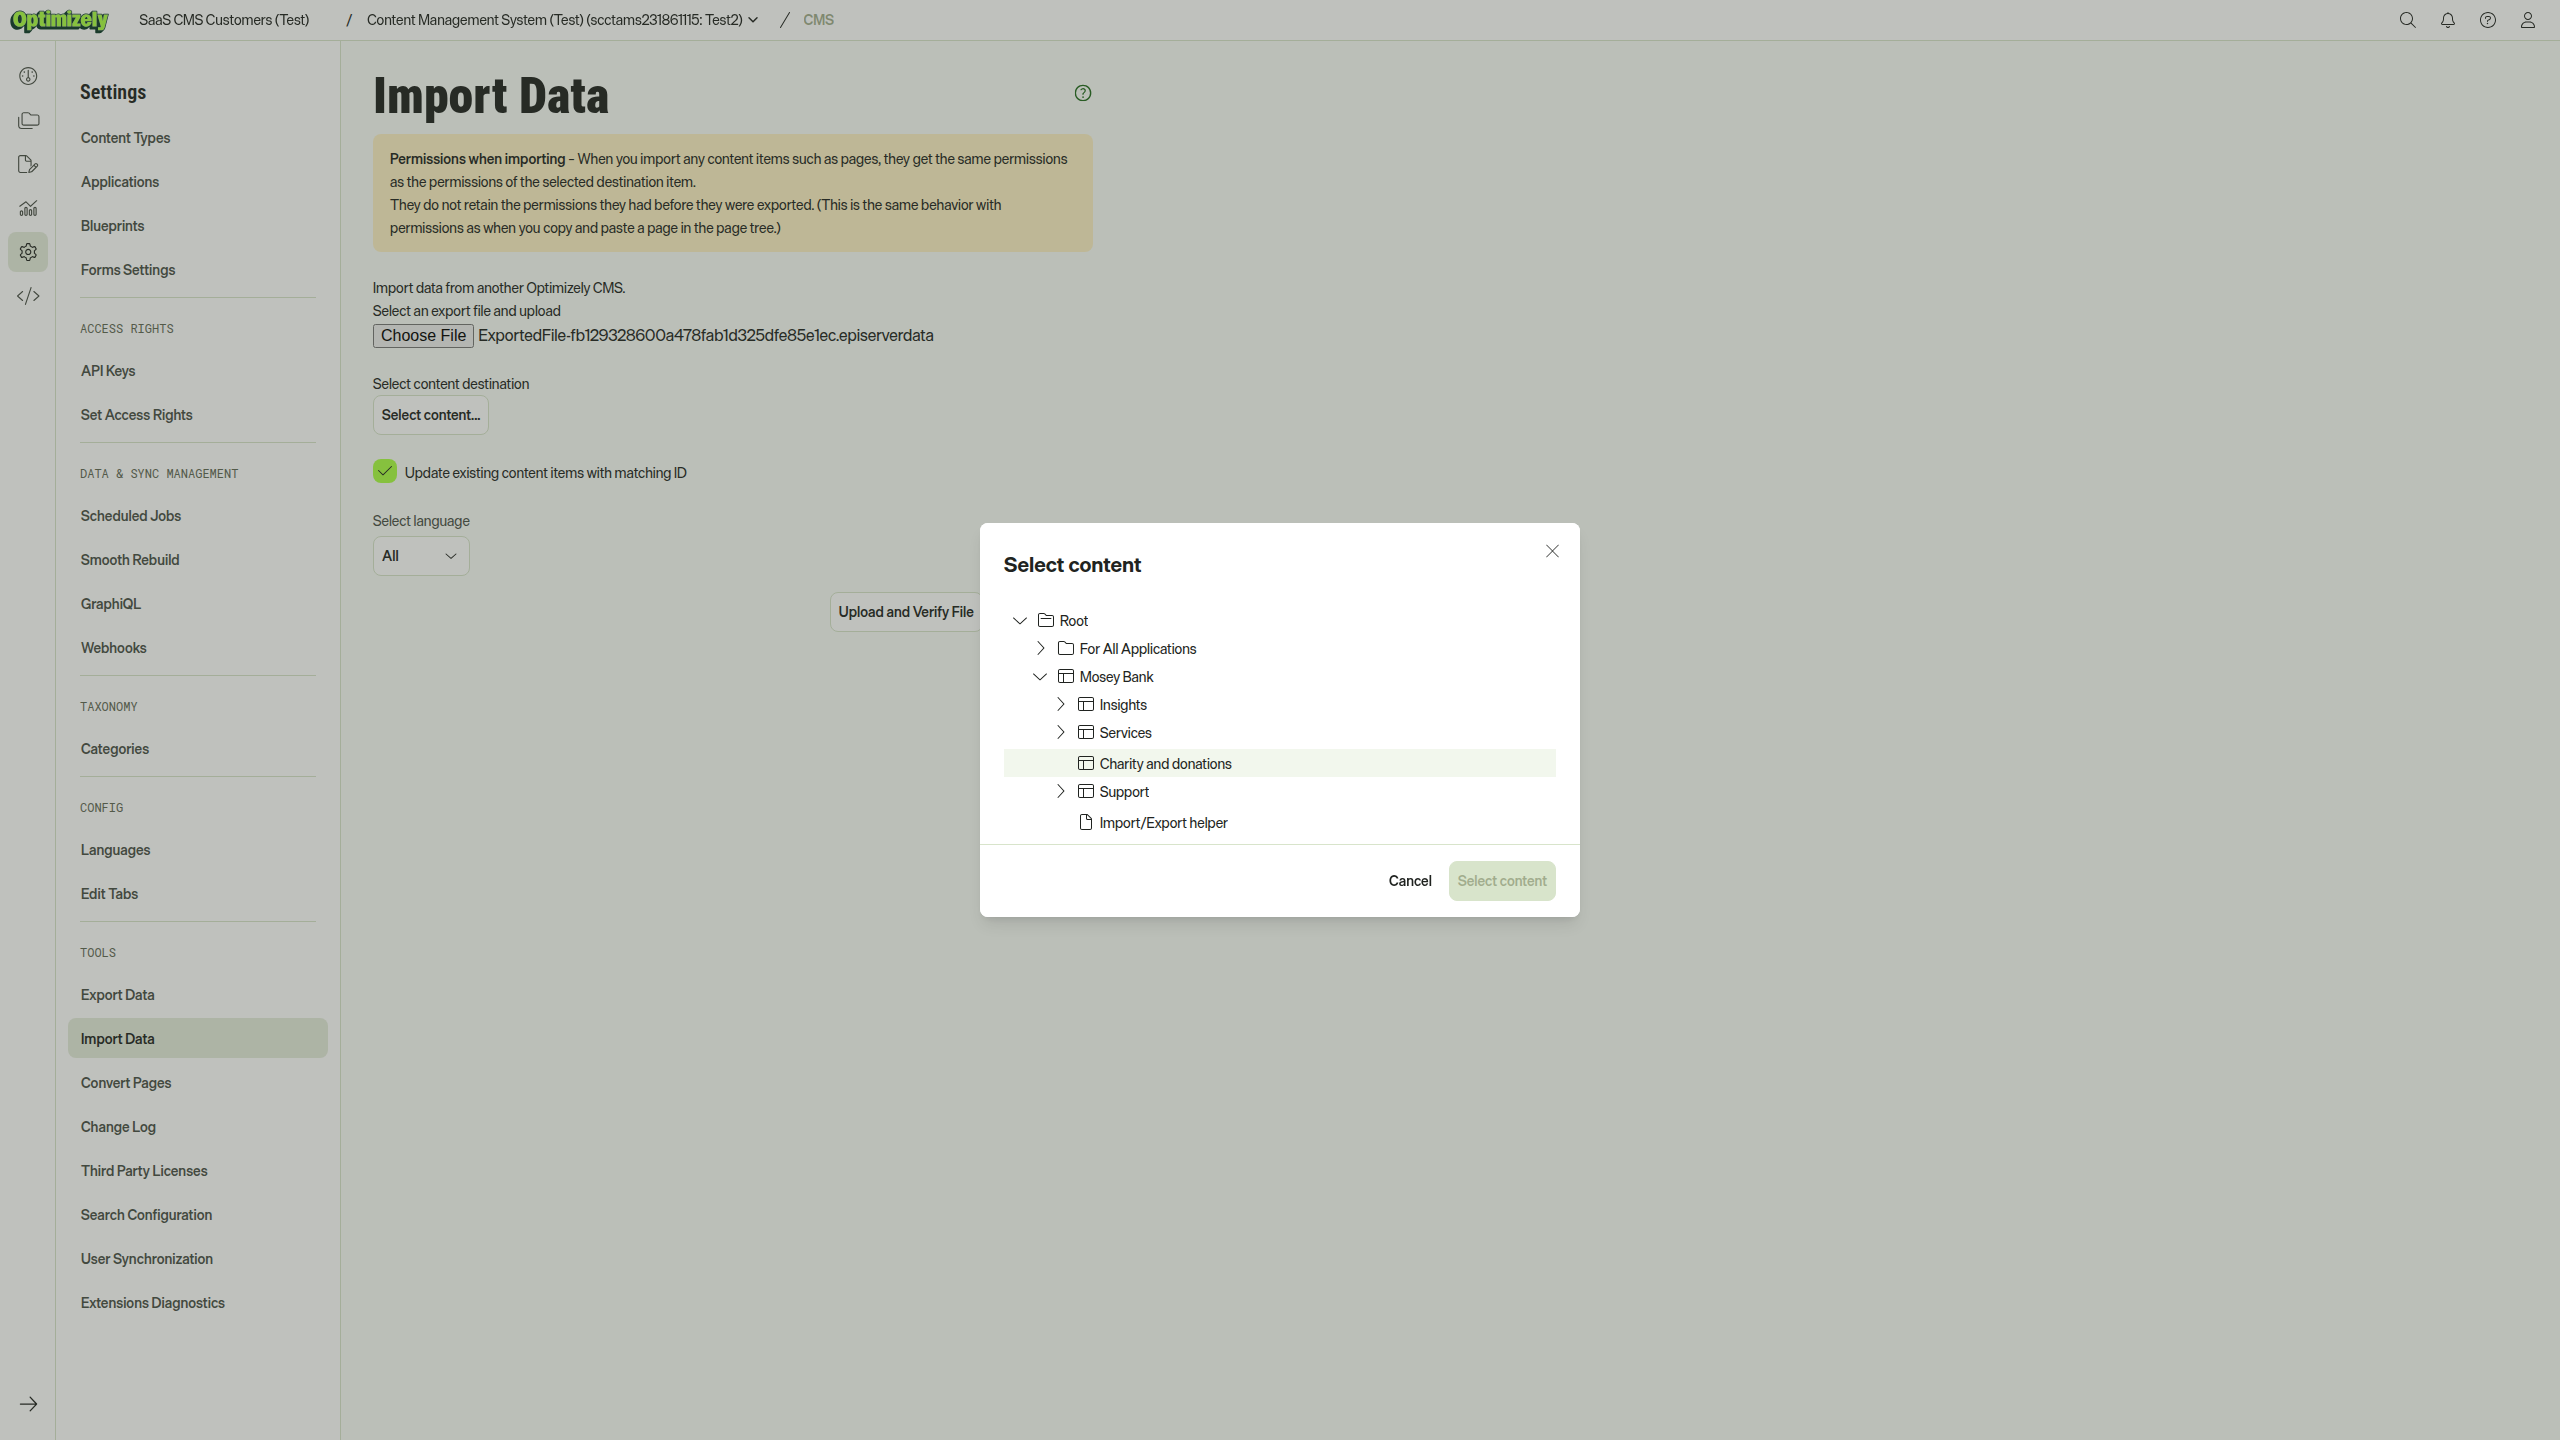 Optimizely
SaaS CMS Customers (Test) / Content Management System (Test) (scctams231861115: Test2) / CMS
Settings
Content Types
Applications
Blueprints
Forms Settings
ACCESS RIGHTS
API Keys
Set Access Rights
DATA & SYNC MANAGEMENT
Scheduled Jobs
Smooth Rebuild
GraphiQL
Webhooks
TAXONOMY
Categories
CONFIG
Languages
Edit Tabs
TOOLS
Export Data
Import Data
Convert Pages
Change Log
Third Party Licenses
Search Configuration
User Synchronization
Extensions Diagnostics
Import Data
Permissions when importing - When you import any content items such as pages, they get the same permissions
as the permissions of the selected destination item.
They do not retain the permissions they had before they were exported. (This is the same behavior with
permissions as when you copy and paste a page in the page tree.)
Import data from another Optimizely CMS.
Select an export file and upload
Choose File ExportedFile-fb129328600a478fab1d325dfe85e1ec.episerverdata
Select content destination
Select content...
Update existing content items with matching ID
Select language
All
Upload and Verify File
Select content
Root
For All Applications
Mosey Bank
Insights
Services
Charity and donations
Support
Import/Export helper
Cancel
Select content